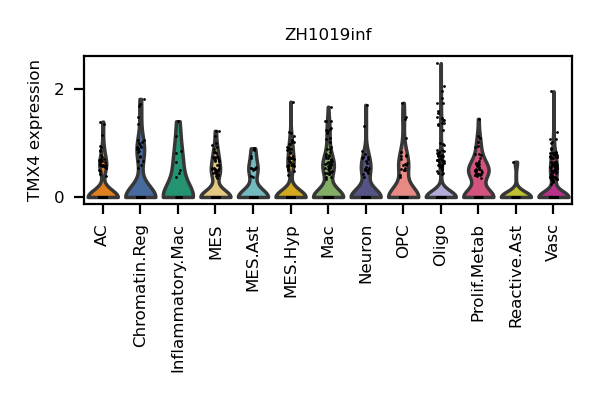 ZH1019inf
TMX4 expression
2
0
AC
Chromatin.Reg
Inflammatory.Mac
MES
MES.Ast
MES.Hyp
Mac
Neuron
OPC
Oligo
Prolif.Metab
Reactive.Ast
Vasc